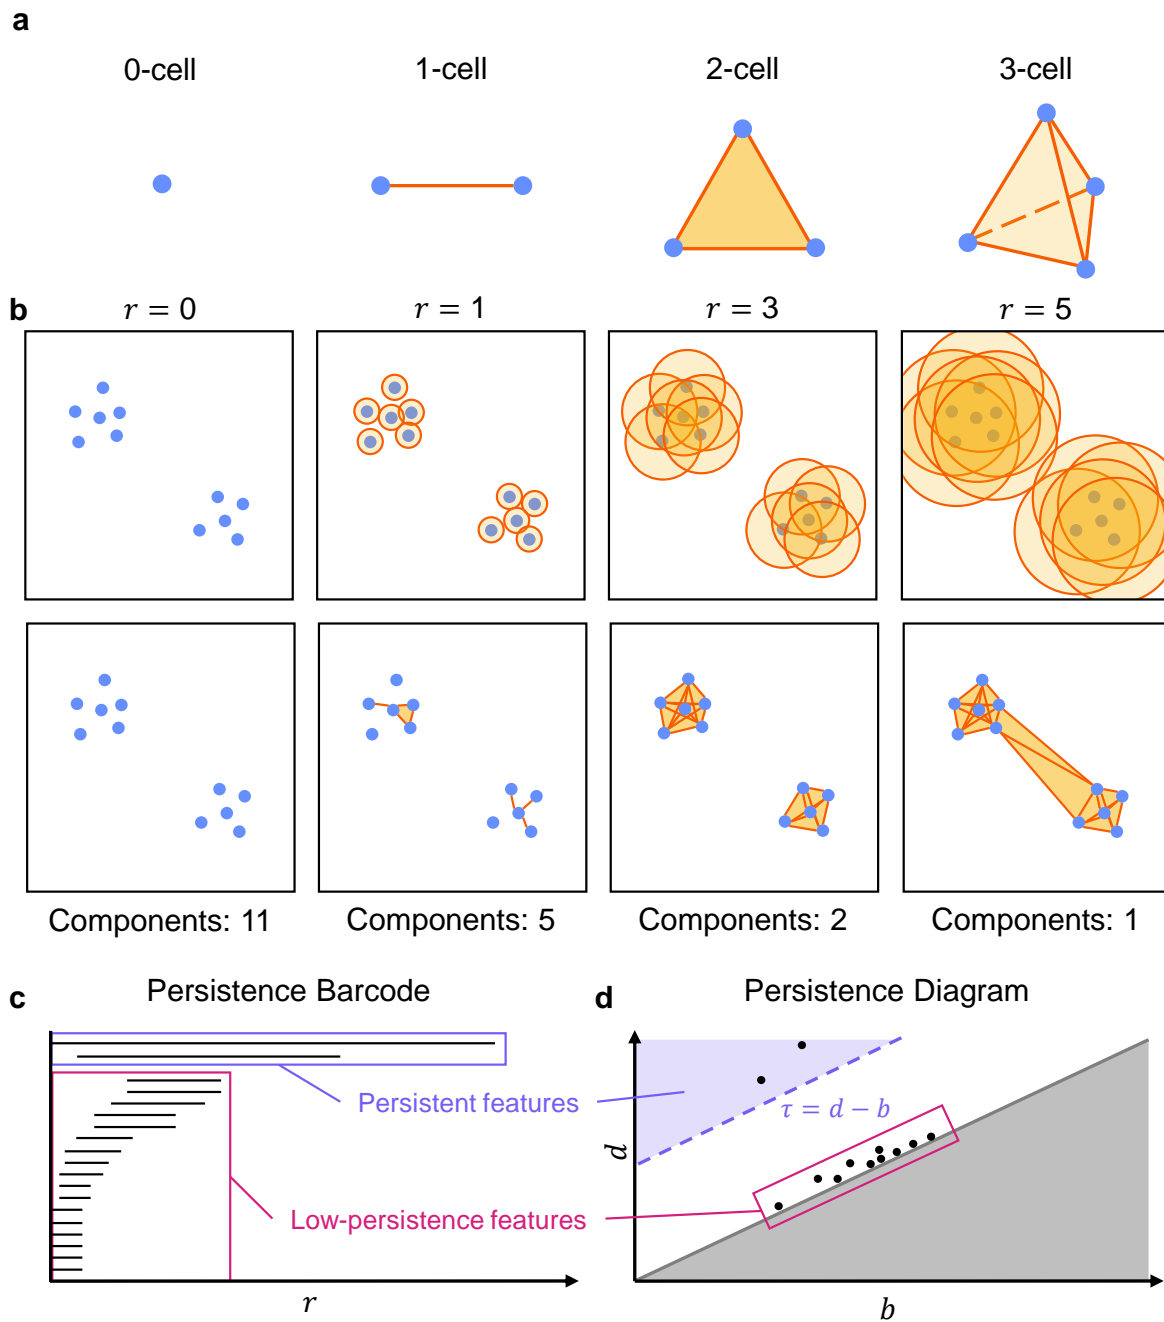 a
0-cell 1-cell 2-cell 3-cell
b
r = 0 r = 1 r = 3 r = 5
Components: 11 Components: 5 Components: 2 Components: 1
c Persistence Barcode
Persistent features
Low-persistence features
r
d Persistence Diagram
τ = d − b
d
b